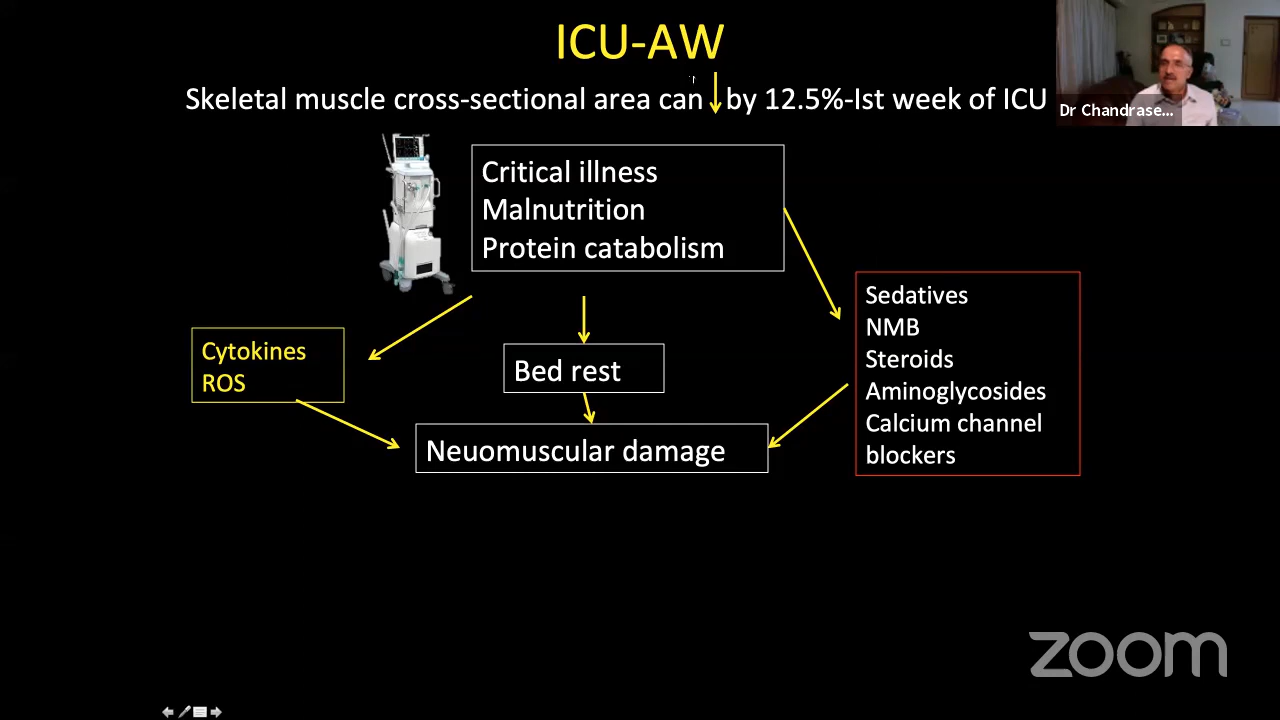 ICU-AW
Skeletal muscle cross-sectional area can ↓ by 12.5%-Ist week of ICU
Dr Chandrase...
Critical illness
Malnutrition
Protein catabolism
Sedatives
NMB
Steroids
Aminoglycosides
Calcium channel
blockers
Cytokines
ROS
Bed rest
Neuomuscular damage
zoom